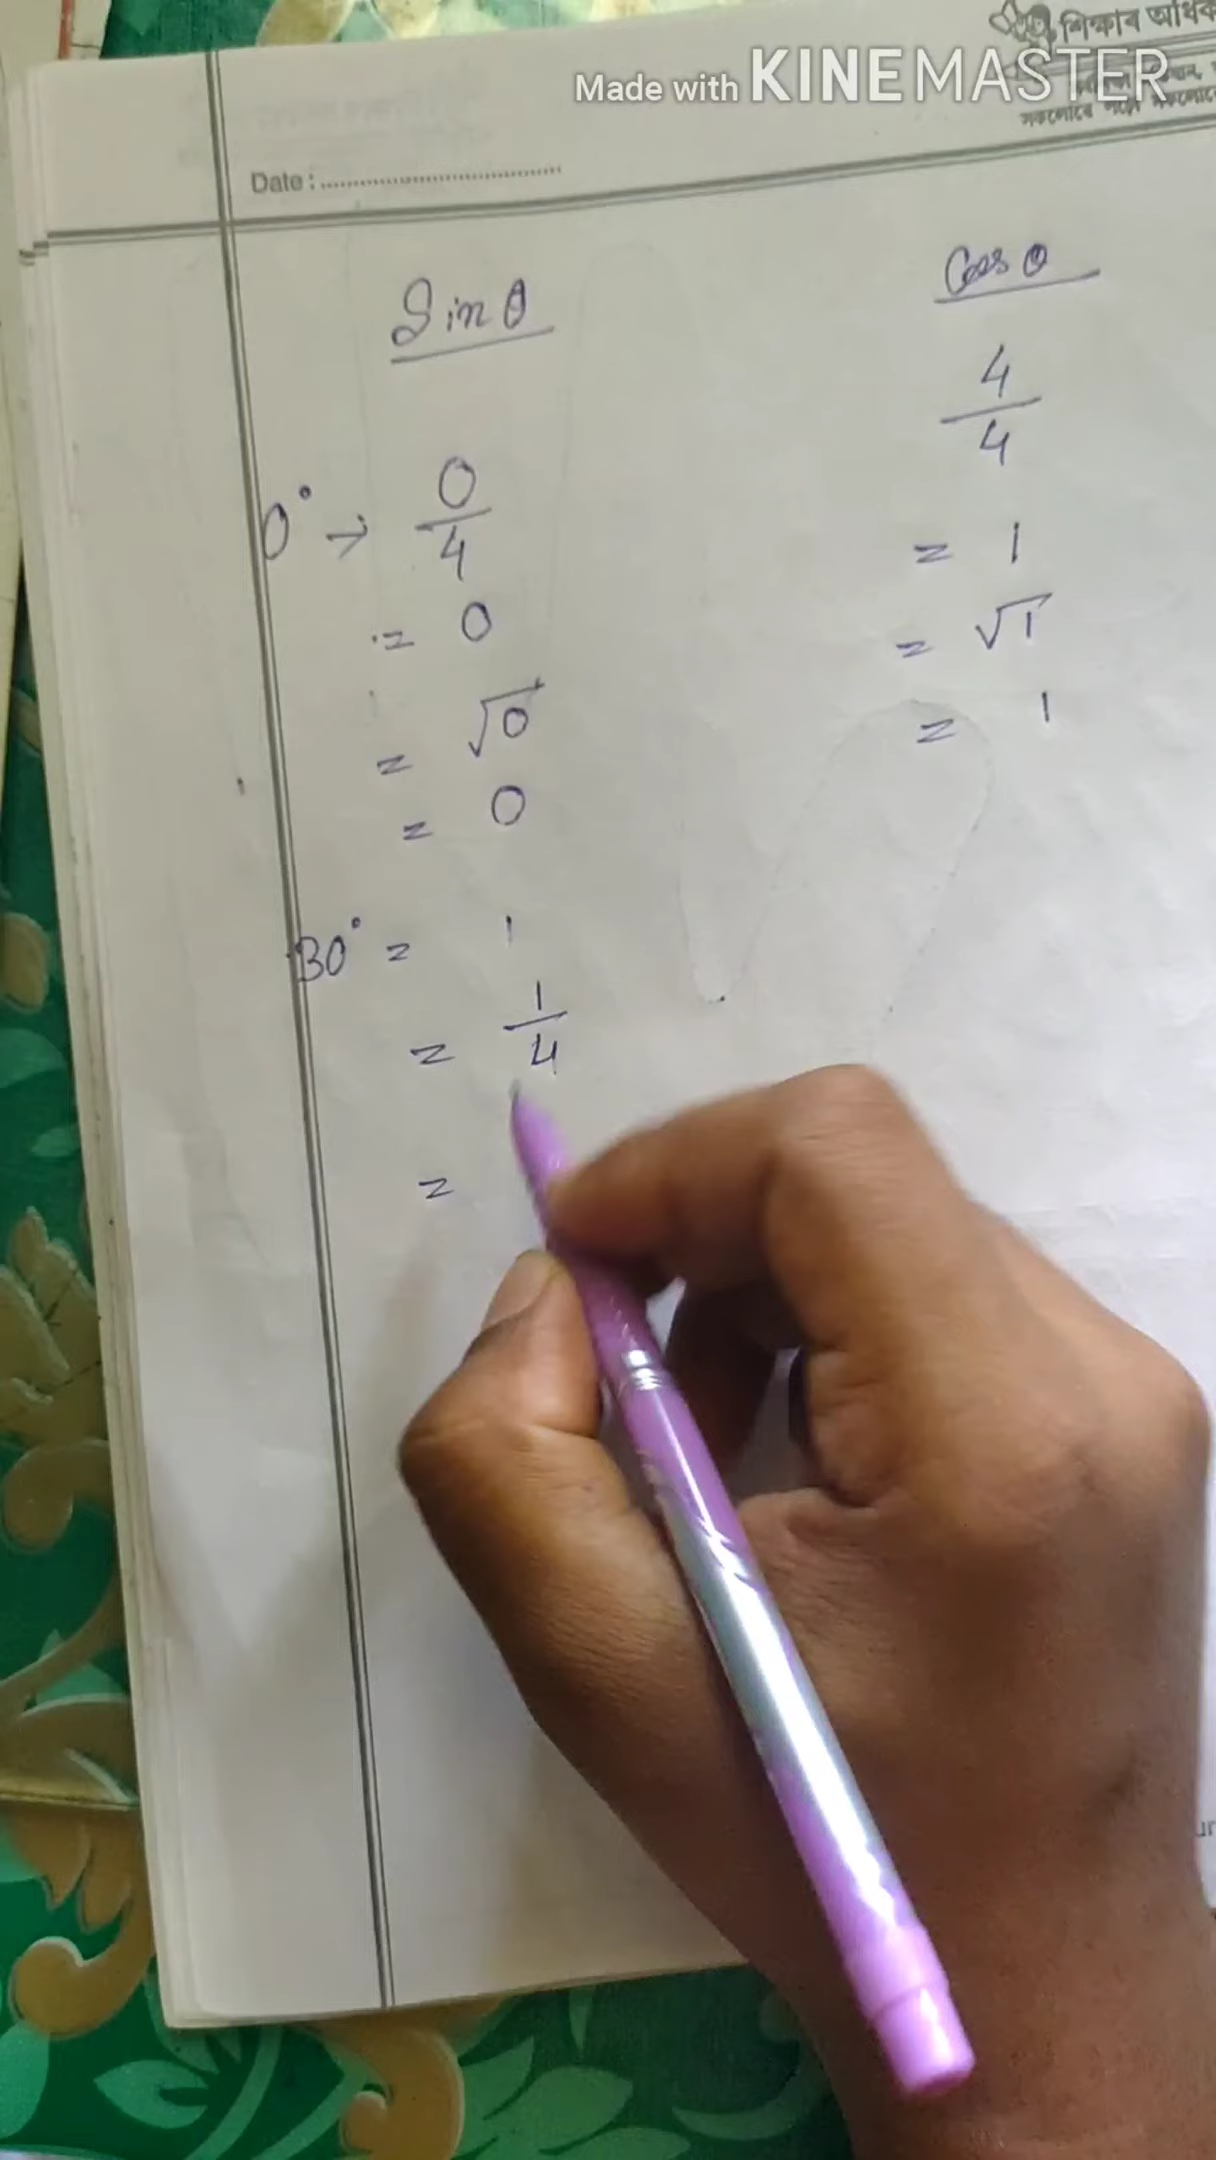 শিক্ষাৰ
Made with KINEMASTER
Date :
Sin θ
Cos θ
4/4
0° → 0/4
= 1
= 0
= √1
= √0
= 1
= 0
30° = 1
= 1/4
=